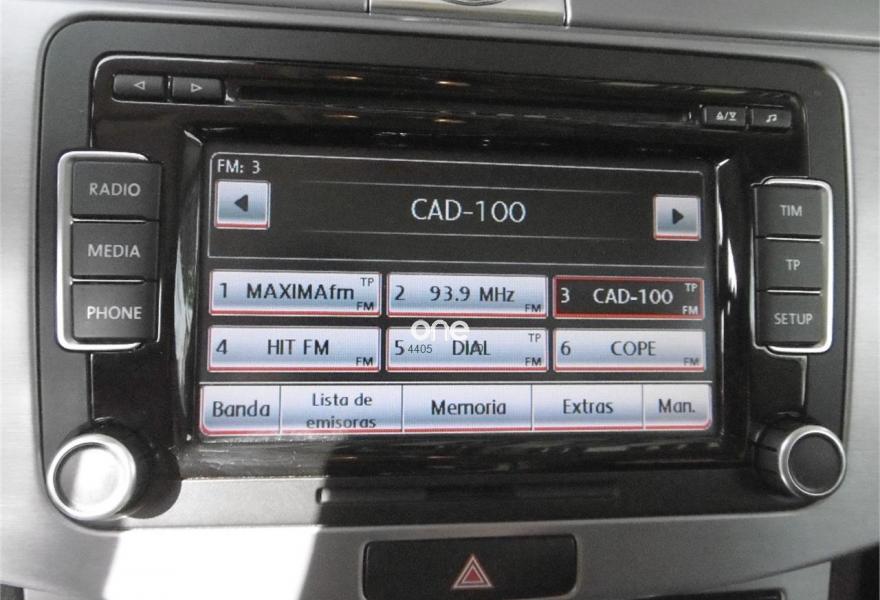 FM: 3
CAD-100
RADIO
MEDIA
PHONE
TIM
TP
SETUP
1 MAXIMAfm TP FM
2 93.9 MHz FM
3 CAD-100 TP FM
one
4 HIT FM FM
5 DIAL TP FM
4405
6 COPE FM
Banda
Lista de
emisoras
Memoria
Extras
Man.